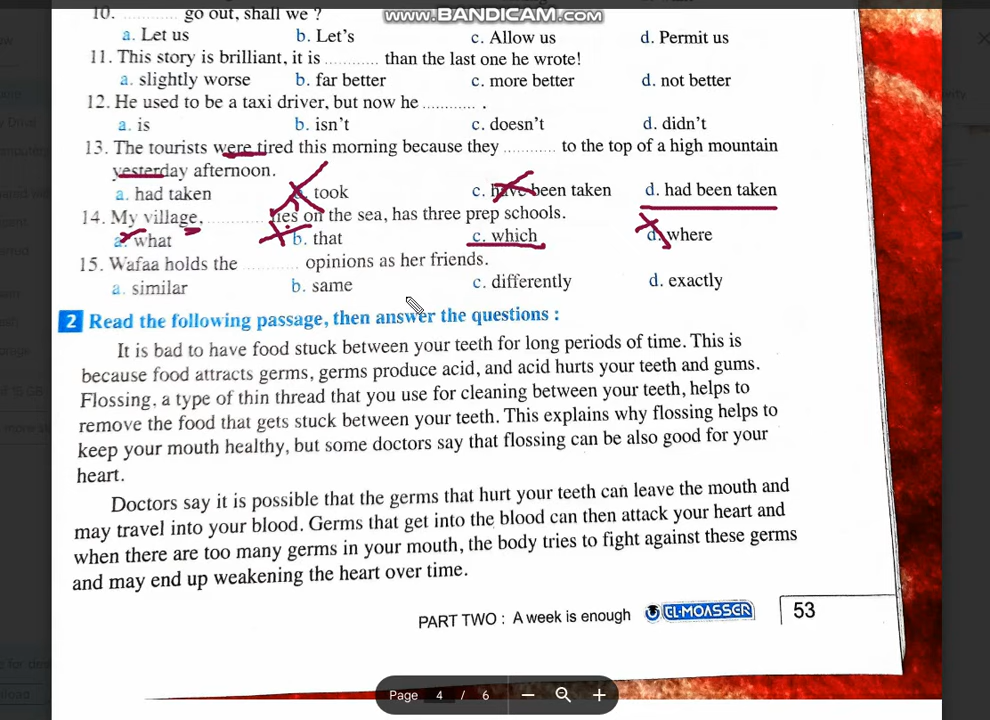 www.BANDICAM.com
10. ............ go out, shall we ?
a. Let us b. Let's c. Allow us d. Permit us
11. This story is brilliant, it is ............ than the last one he wrote!
a. slightly worse b. far better c. more better d. not better
12. He used to be a taxi driver, but now he ............ .
a. is b. isn't c. doesn't d. didn't
13. The tourists were tired this morning because they ............ to the top of a high mountain
yesterday afternoon.
a. had taken took c. have been taken d. had been taken
14. My village, ............ lies on the sea, has three prep schools.
a. what b. that c. which d. where
15. Wafaa holds the ............ opinions as her friends.
a. similar b. same c. differently d. exactly
2 Read the following passage, then answer the questions :
It is bad to have food stuck between your teeth for long periods of time. This is
because food attracts germs, germs produce acid, and acid hurts your teeth and gums.
Flossing, a type of thin thread that you use for cleaning between your teeth, helps to
remove the food that gets stuck between your teeth. This explains why flossing helps to
keep your mouth healthy, but some doctors say that flossing can be also good for your
heart.
Doctors say it is possible that the germs that hurt your teeth can leave the mouth and
may travel into your blood. Germs that get into the blood can then attack your heart and
when there are too many germs in your mouth, the body tries to fight against these germs
and may end up weakening the heart over time.
PART TWO : A week is enough EL-MOASSER 53
Page 4 / 6